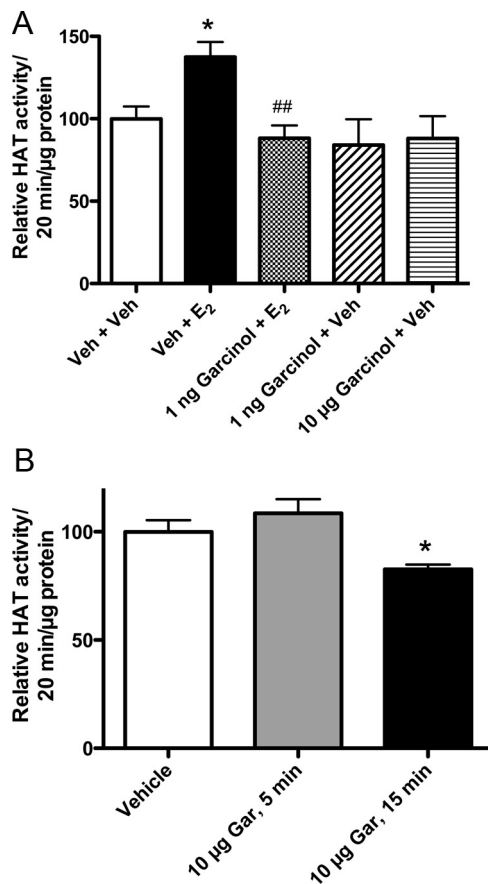 A
Relative HAT activity/
20 min/µg protein
150
100
50
0
*
##
Veh + Veh
Veh + E₂
1 ng Garcinol + E₂
1 ng Garcinol + Veh
10 µg Garcinol + Veh
B
Relative HAT activity/
20 min/µg protein
100
50
0
*
Vehicle
10 µg Gar, 5 min
10 µg Gar, 15 min